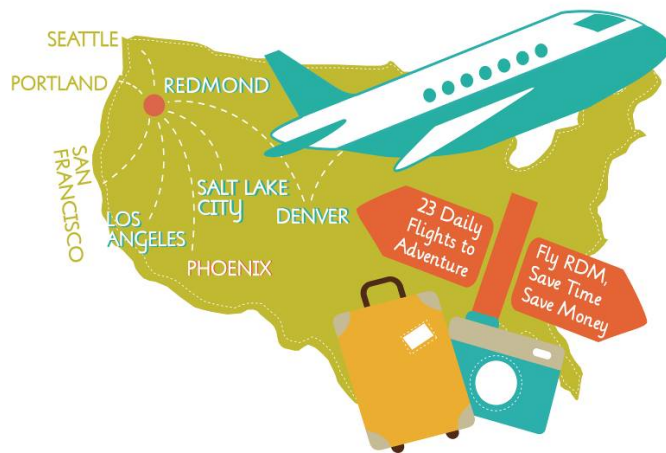 SEATTLE
PORTLAND
REDMOND
SAN
FRANCISCO
LOS
ANGELES
SALT LAKE
CITY
DENVER
PHOENIX
23 Daily
Flights to
Adventure
Fly RDM,
Save Time
Save Money